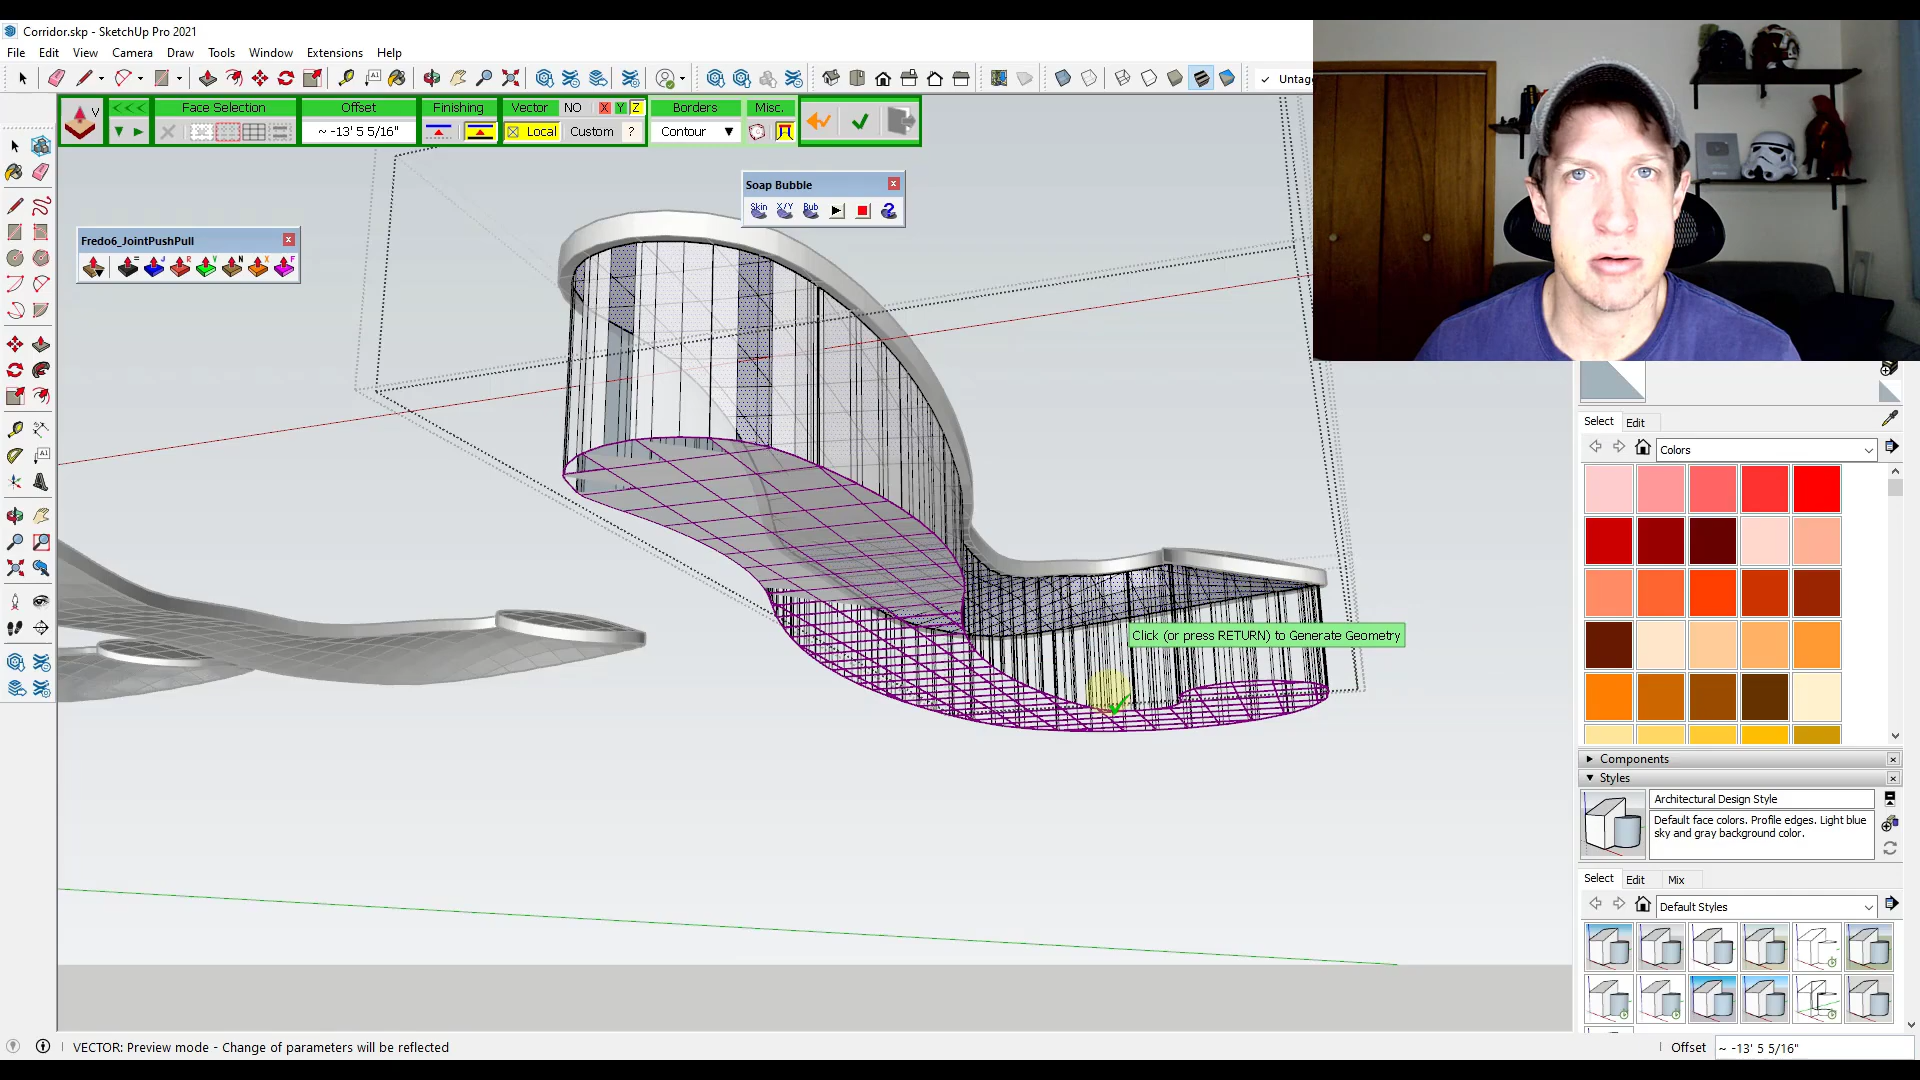 Corridor.skp - SketchUp Pro 2021
File Edit View Camera Draw Tools Window Extensions Help
Untag
V <<< Face Selection Offset Finishing Vector NO X Y Z Borders Misc.
~ -13' 5 5/16" Local Custom ? Contour
Soap Bubble
Skin X/Y Bub ?
Fredo6_JointPushPull
= J R V N X F
Click (or press RETURN) to Generate Geometry
Select Edit
Colors
Components
Styles
Architectural Design Style
Default face colors. Profile edges. Light blue
sky and gray background color.
Select Edit Mix
Default Styles
VECTOR: Preview mode - Change of parameters will be reflected
Offset ~ -13' 5 5/16"